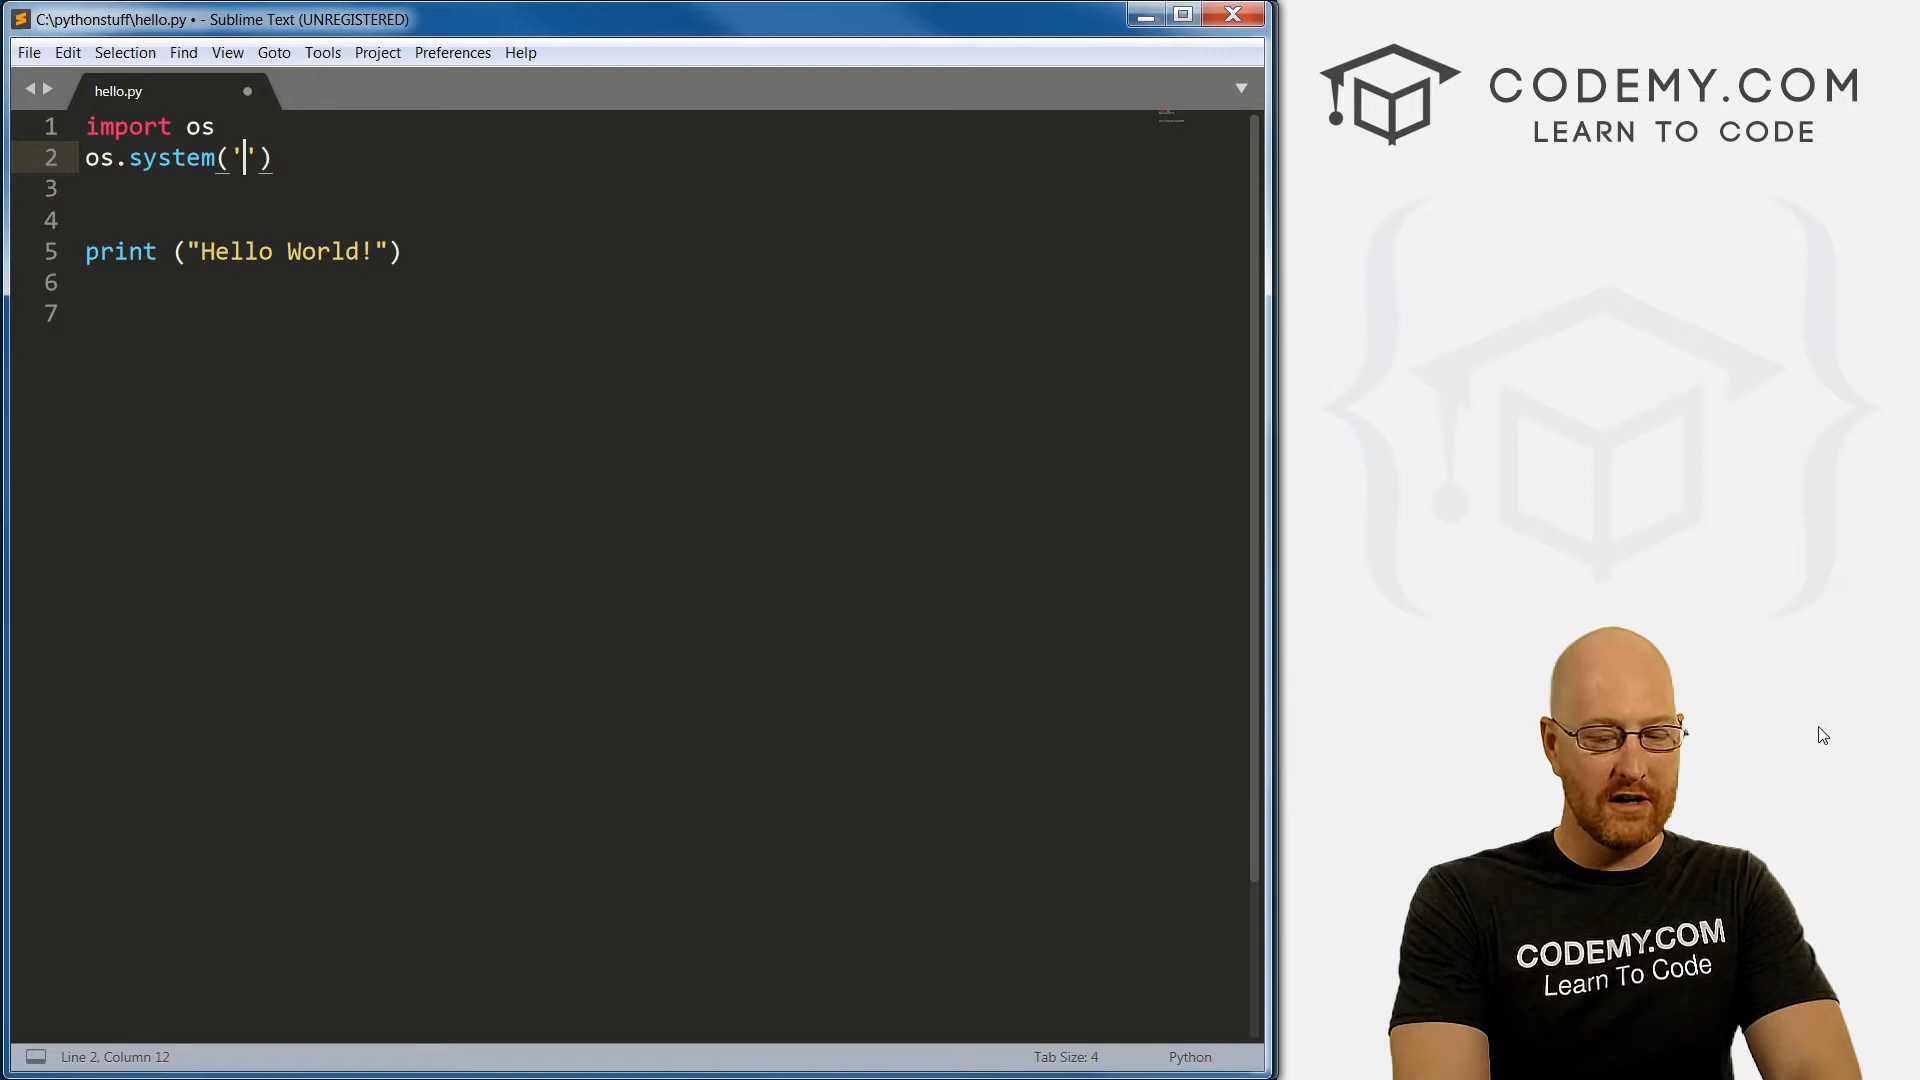 C:\pythonstuff\hello.py • - Sublime Text (UNREGISTERED)
File Edit Selection Find View Goto Tools Project Preferences Help
hello.py
1 import os
2 os.system('')
3
4
5 print ("Hello World!")
6
7
Line 2, Column 12
Tab Size: 4
Python
CODEMY.COM
LEARN TO CODE
CODEMY.COM
Learn To Code